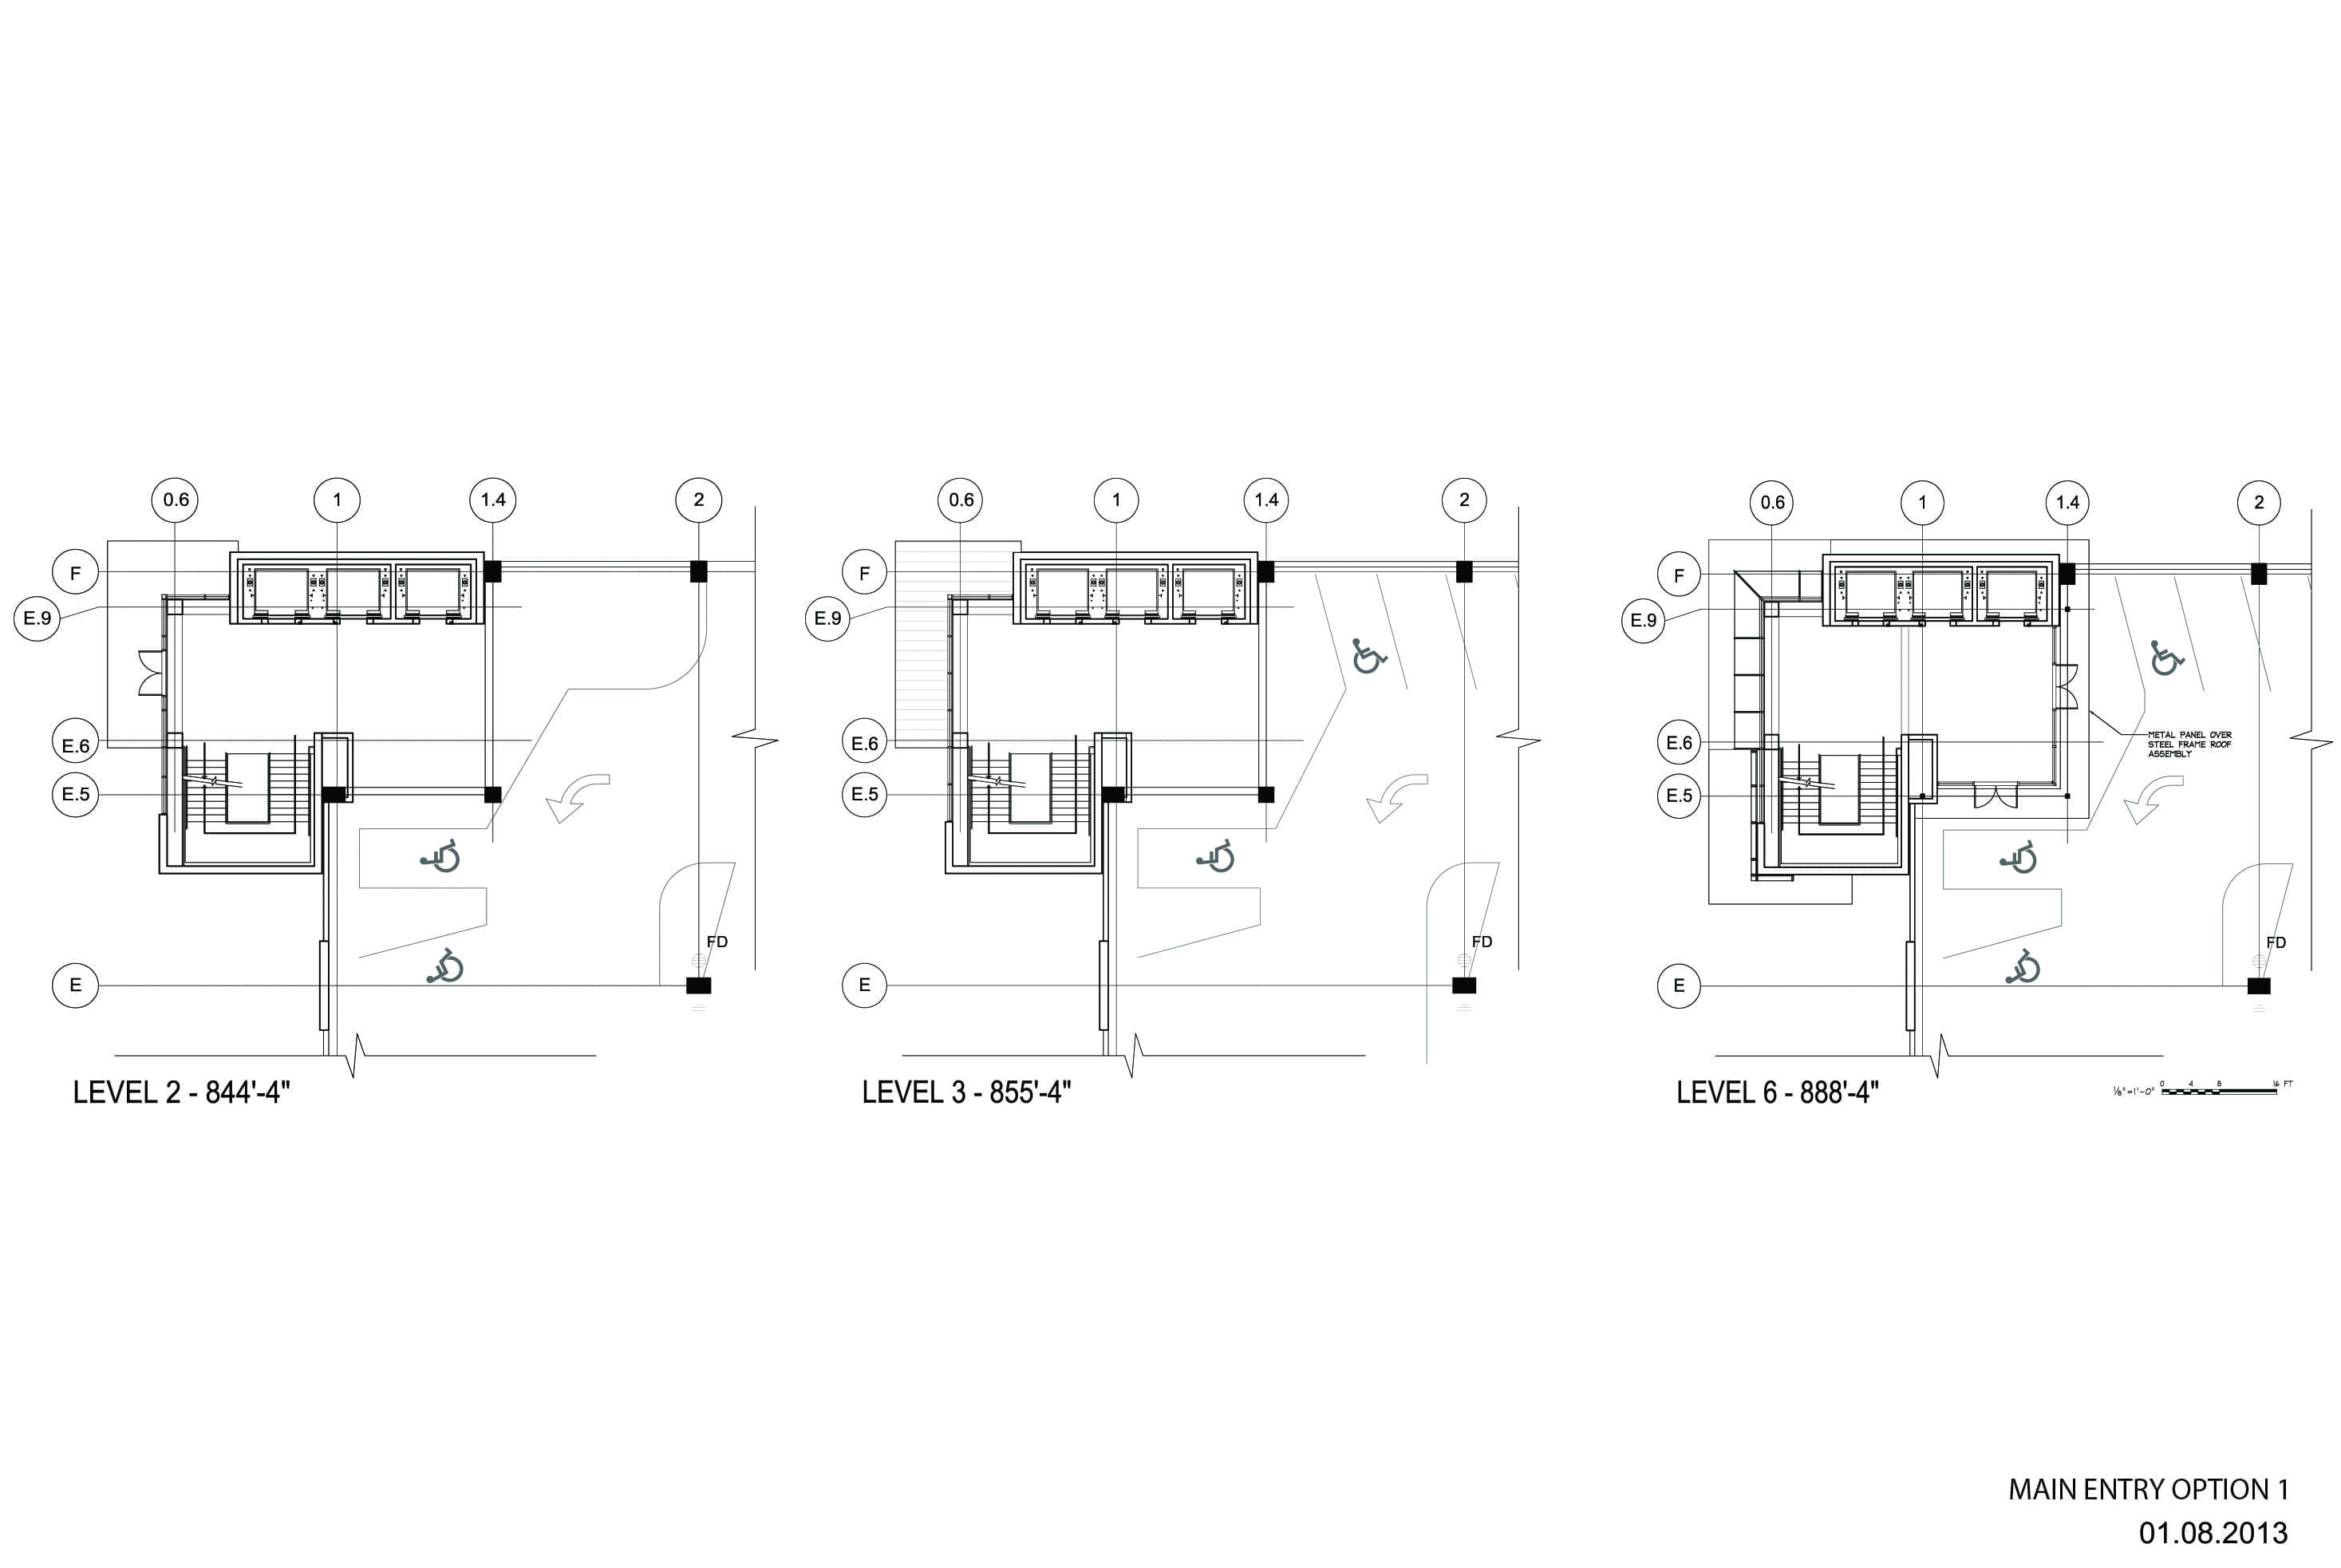 0.6
1
1.4
2
F
E.9
E.6
E.5
E
FD
LEVEL 2 - 844'-4"
0.6
1
1.4
2
F
E.9
E.6
E.5
E
FD
LEVEL 3 - 855'-4"
0.6
1
1.4
2
F
E.9
E.6
E.5
E
FD
METAL PANEL OVER
STEEL FRAME ROOF
ASSEMBLY
LEVEL 6 - 888'-4"
⅛"=1'-0" 0 4 8 16 FT
MAIN ENTRY OPTION 1
01.08.2013